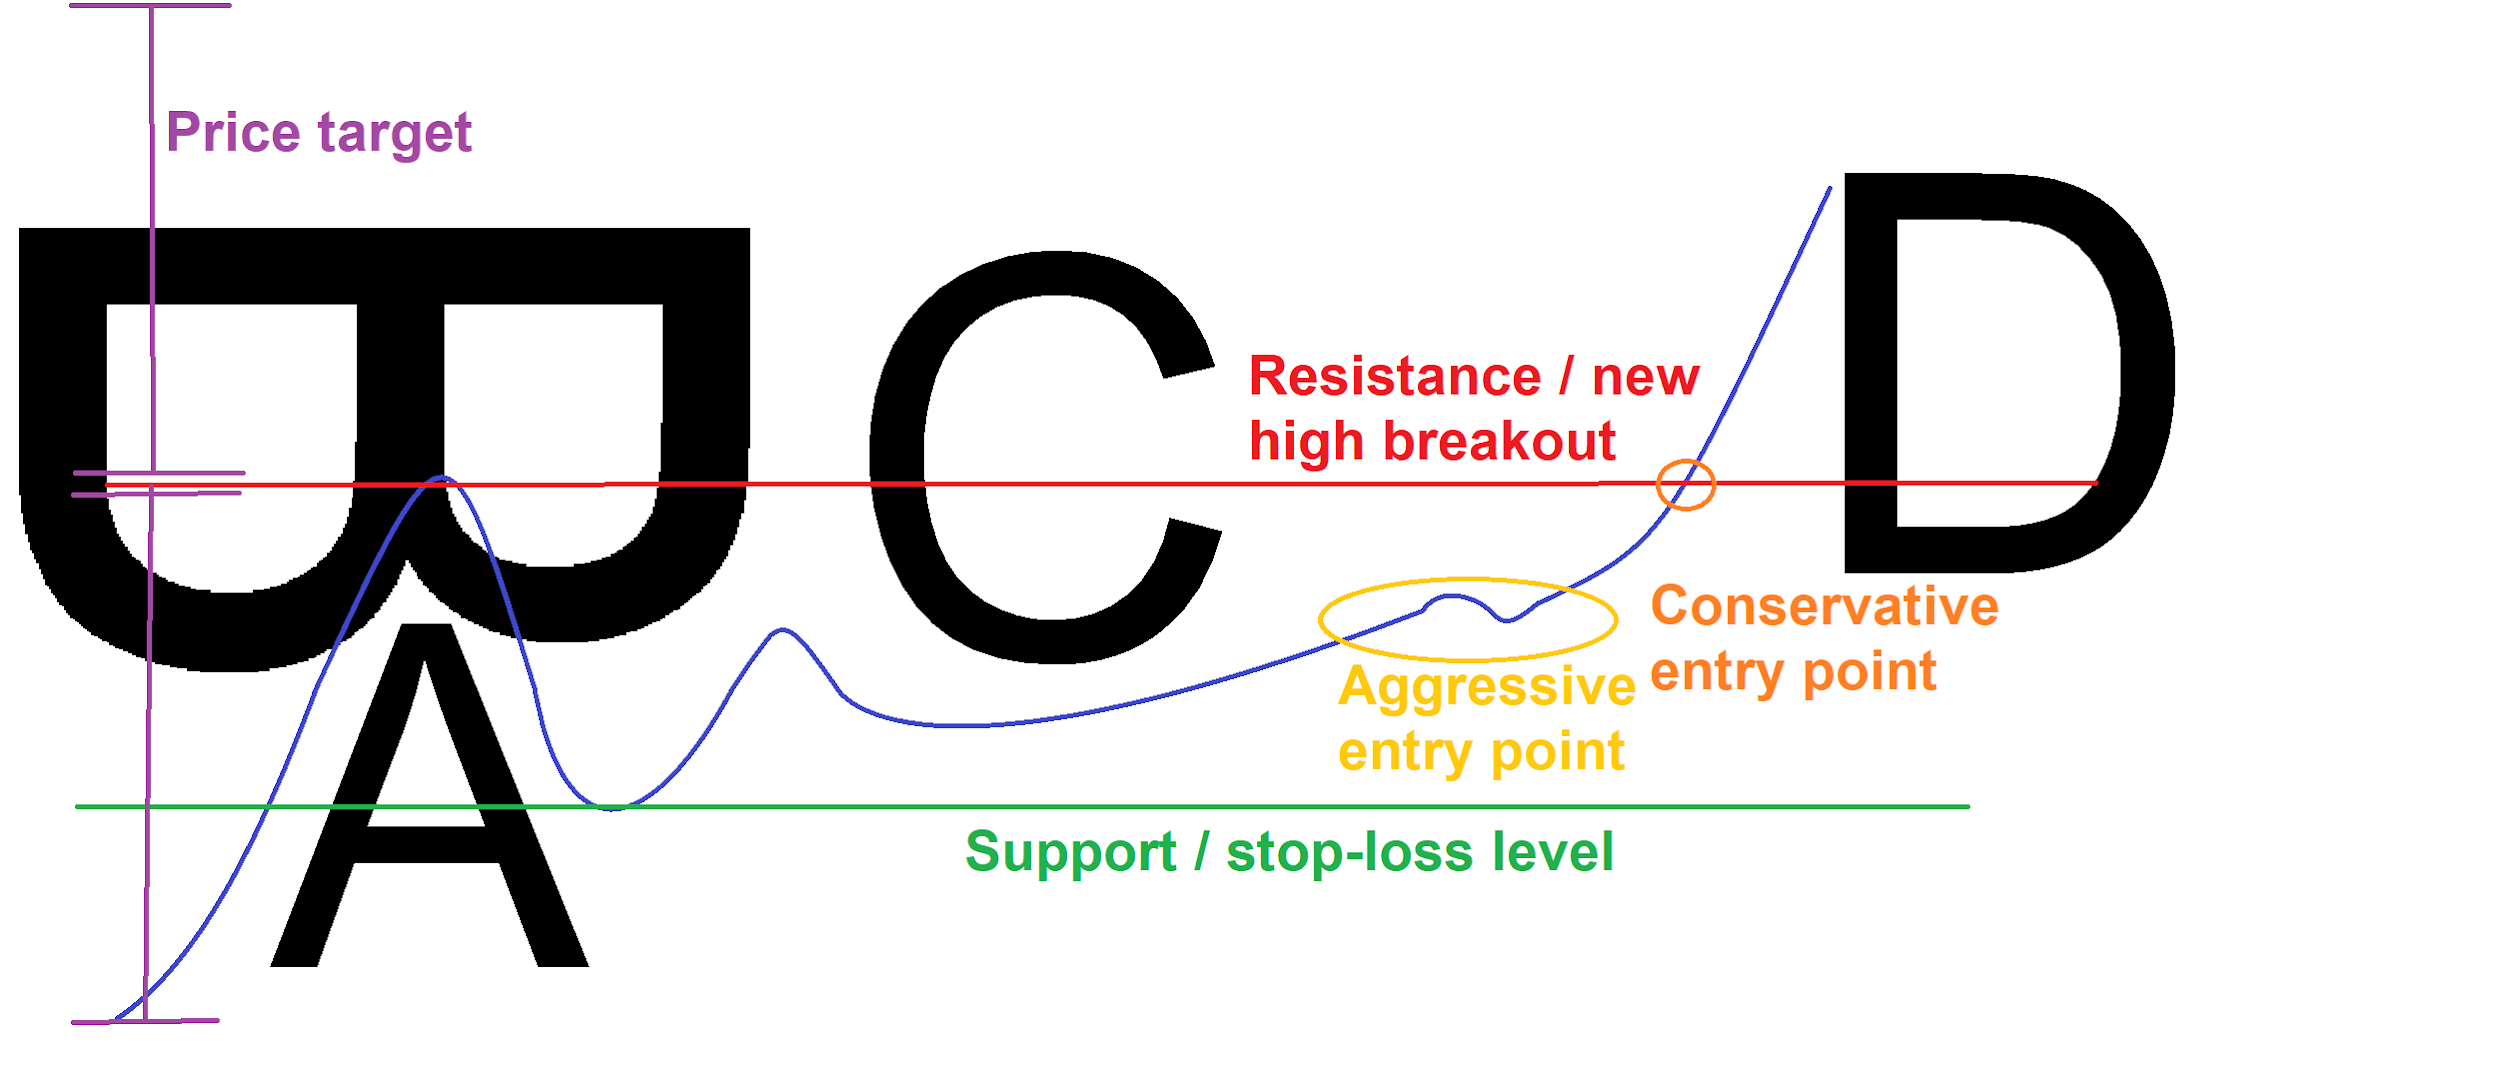 Price target
B
C
D
A
Resistance / new
high breakout
Conservative
entry point
Aggressive
entry point
Support / stop-loss level